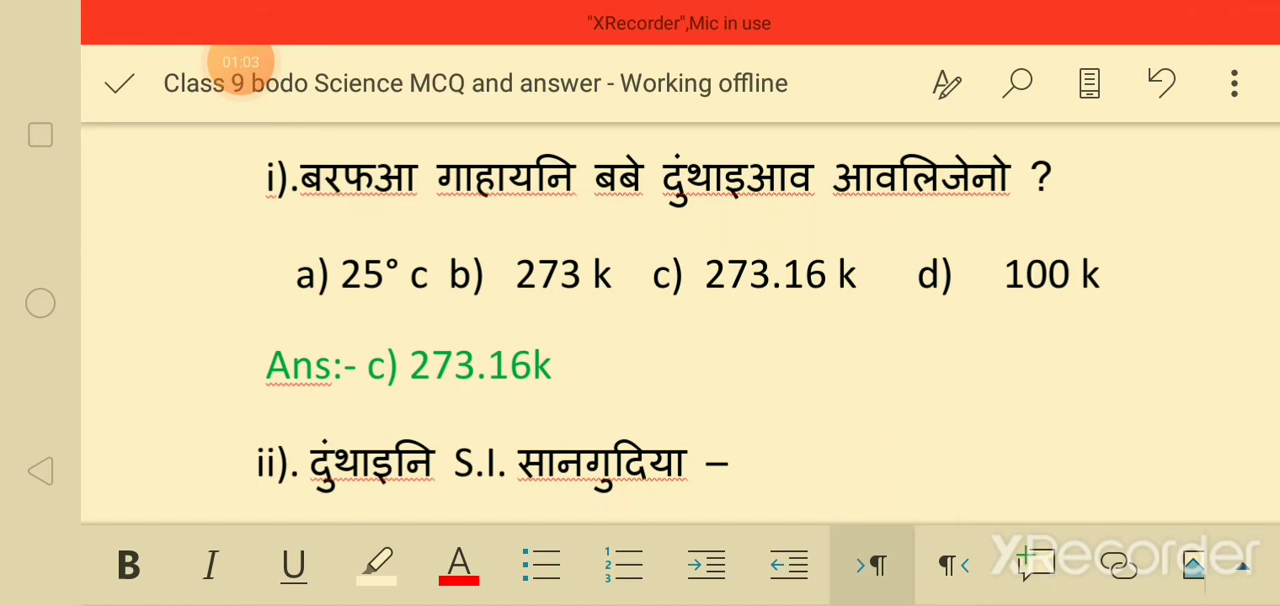 "XRecorder",Mic in use
01:03
Class 9 bodo Science MCQ and answer - Working offline
i).बरफआ गाहायनि बबे दुंथाइआव आवलिजेनो ?
a) 25° c b) 273 k c) 273.16 k d) 100 k
Ans:- c) 273.16k
ii). दुंथाइनि S.I. सानगुदिया –
B I U A
XRecorder